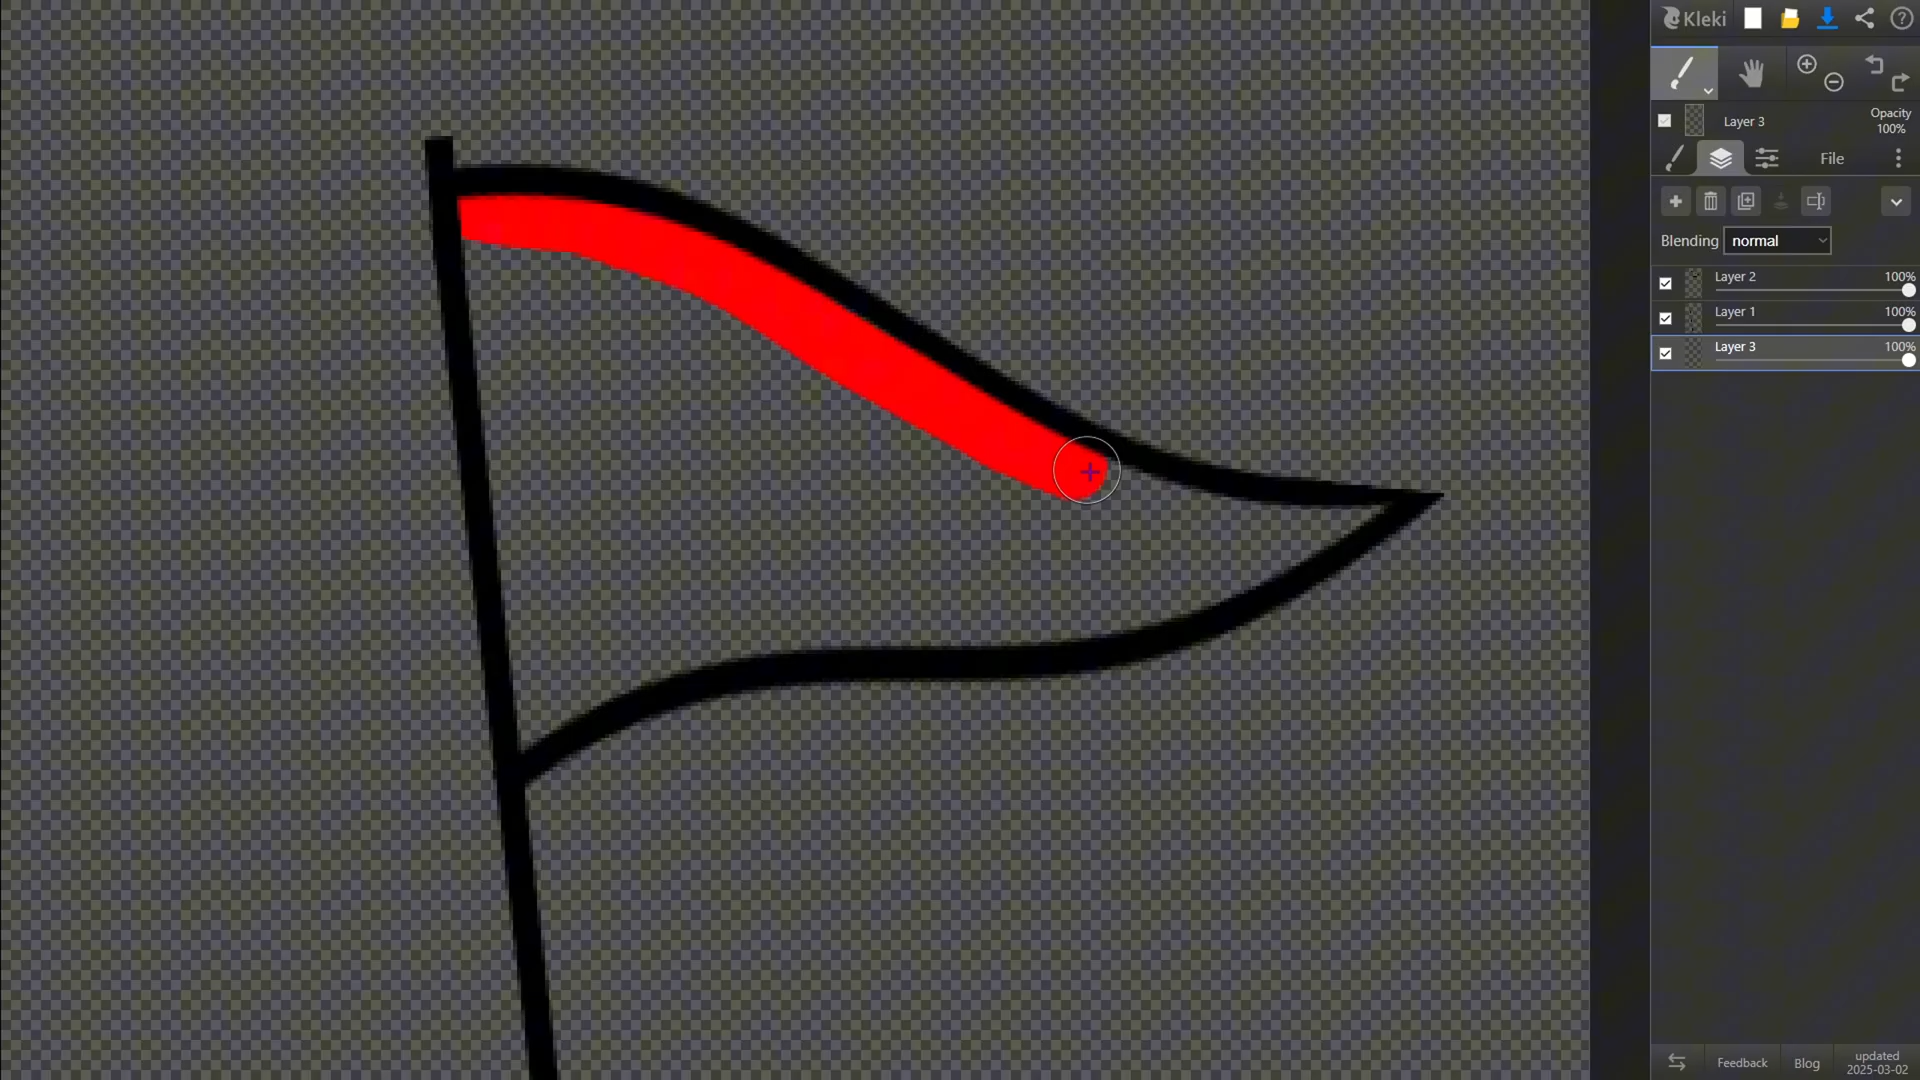 Kleki
Layer 3
Opacity
100%
File
Blending normal
Layer 2 100%
Layer 1 100%
Layer 3 100%
Feedback
Blog
updated
2025-03-02